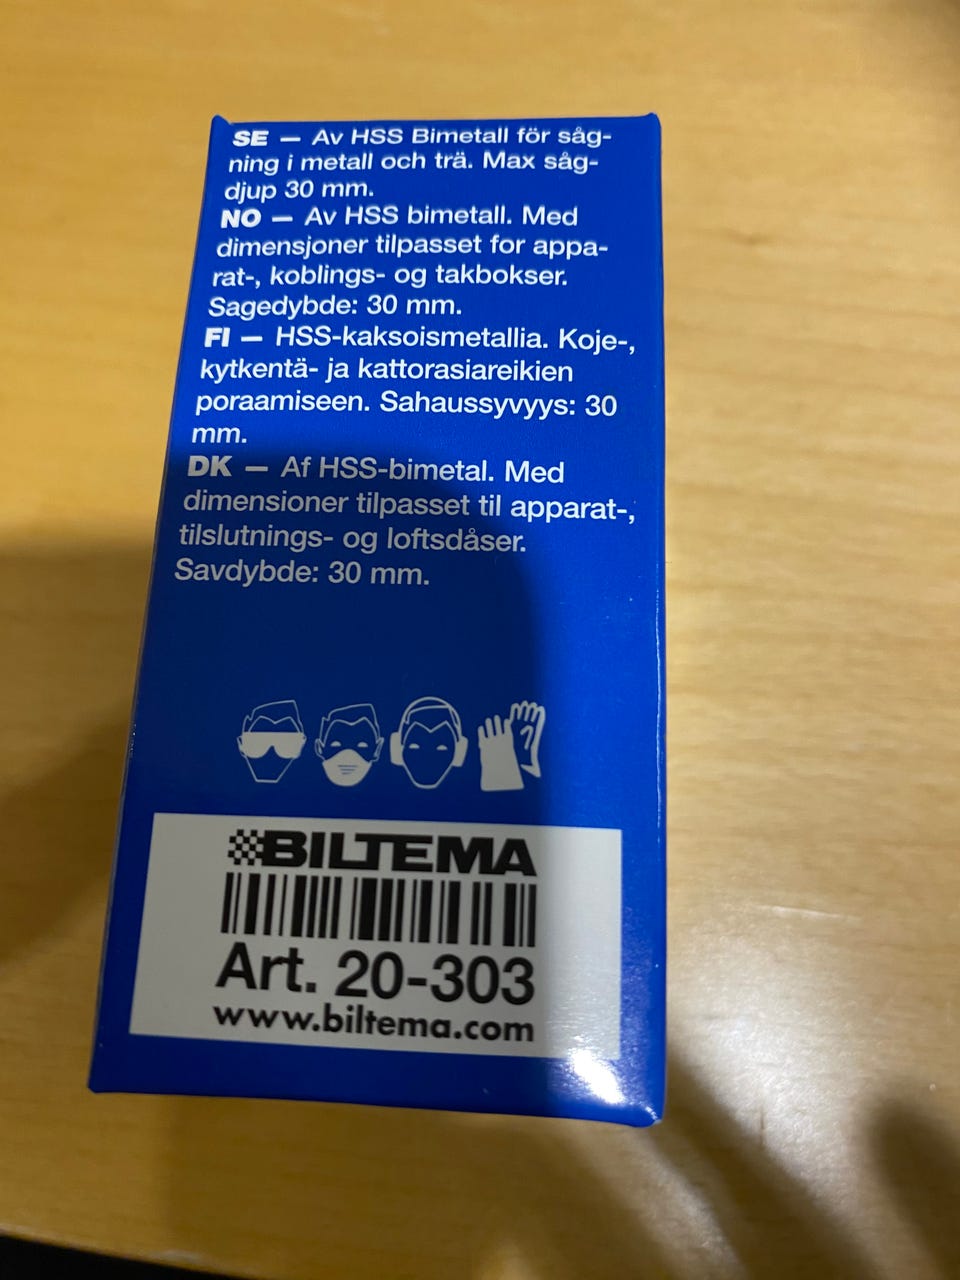 SE – Av HSS Bimetall för såg-
ning i metall och trä. Max såg-
djup 30 mm.
NO – Av HSS bimetall. Med
dimensjoner tilpasset for appa-
rat-, koblings- og takbokser.
Sagedybde: 30 mm.
FI – HSS-kaksoismetallia. Koje-,
kytkentä- ja kattorasiareikien
poraamiseen. Sahaussyvyys: 30
mm.
DK – Af HSS-bimetal. Med
dimensioner tilpasset til apparat-,
tilslutnings- og loftsdåser.
Savdybde: 30 mm.
BILTEMA
Art. 20-303
www.biltema.com